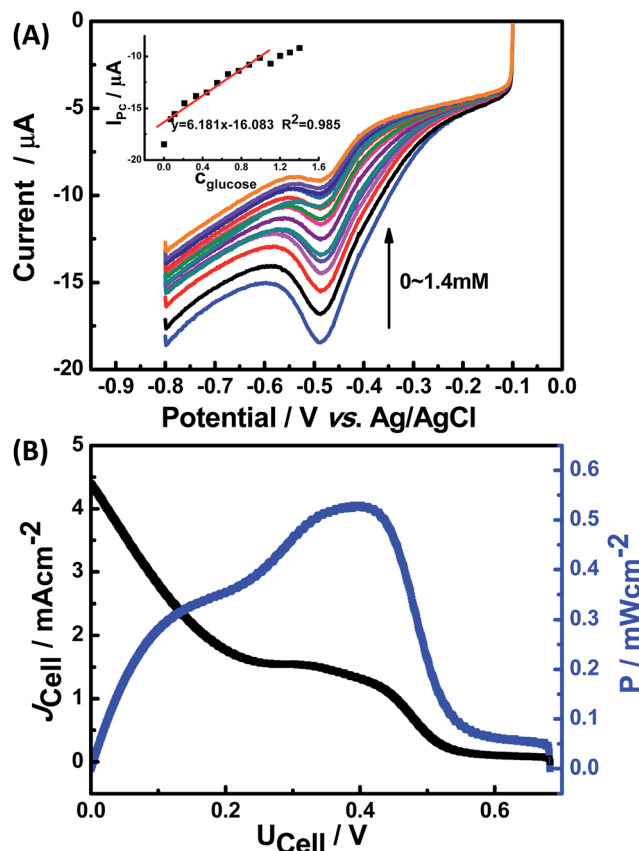 (A)
0
-5
-10
-15
-20
Current / μA
-0.9 -0.8 -0.7 -0.6 -0.5 -0.4 -0.3 -0.2 -0.1 0.0
Potential / V vs. Ag/AgCl
0~1.4mM
-10
-15
-20
I_PC / μA
y=6.181x-16.083 R²=0.985
0.0 0.4 0.8 1.2 1.6
c_glucose
(B)
5
4
3
2
1
0
J_Cell / mAcm-2
0.6
0.5
0.4
0.3
0.2
0.1
0.0
P / mWcm-2
0.0 0.2 0.4 0.6
U_Cell / V